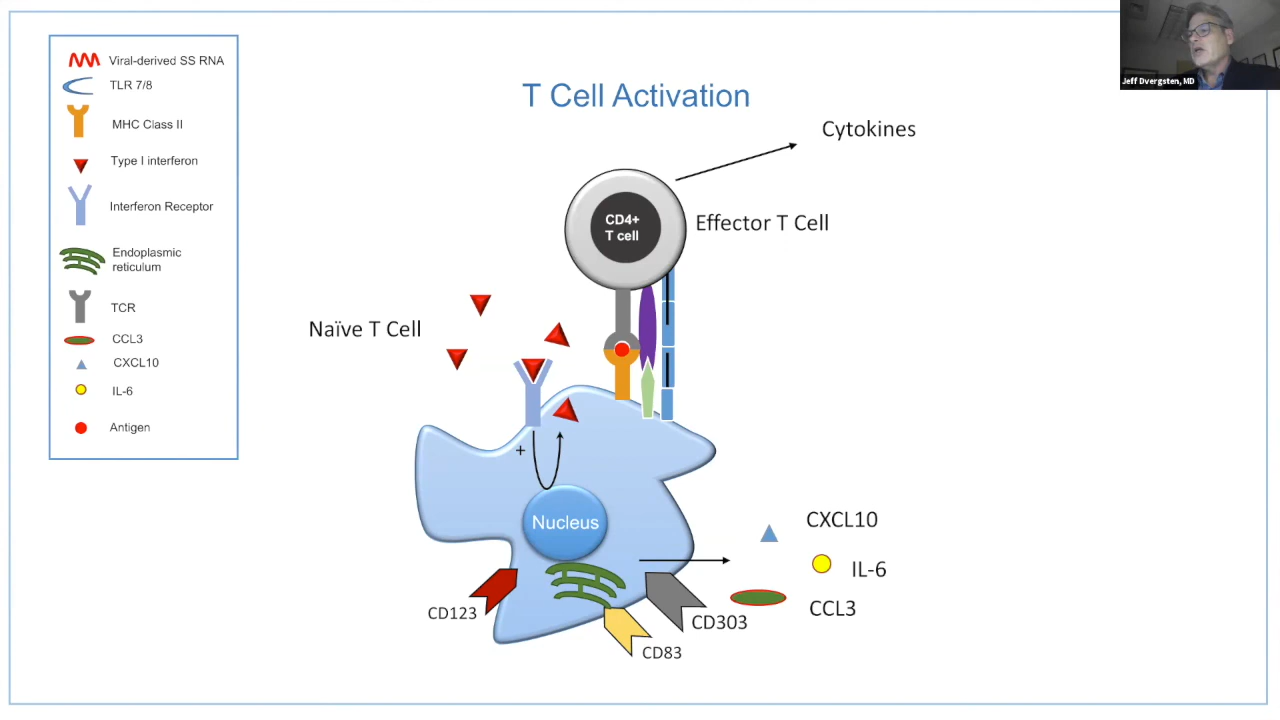 Jeff Dvergsten, MD
Viral-derived SS RNA
TLR 7/8
MHC Class II
Type I interferon
Interferon Receptor
Endoplasmic
reticulum
TCR
CCL3
CXCL10
IL-6
Antigen
T Cell Activation
Cytokines
CD4+
T cell
Effector T Cell
Naïve T Cell
+
Nucleus
CXCL10
IL-6
CCL3
CD123
CD303
CD83